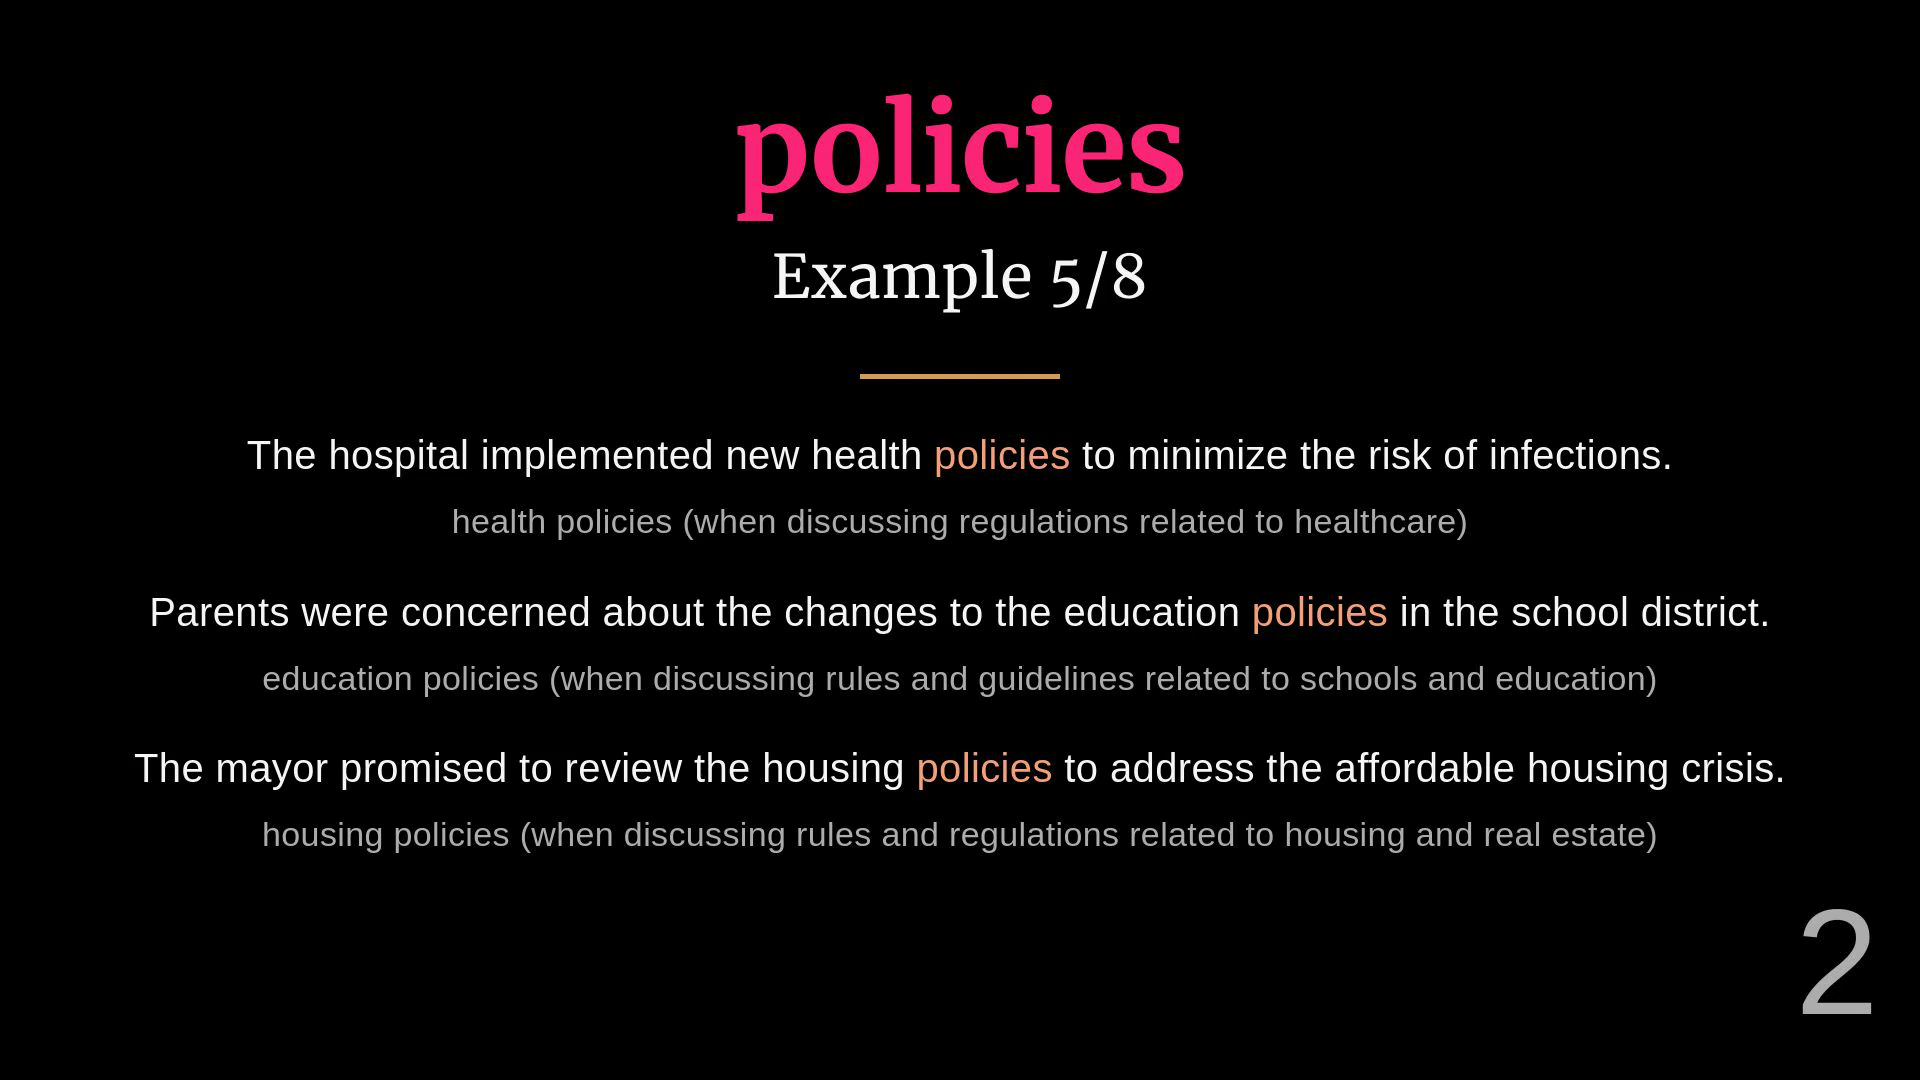 policies
Example 5/8
The hospital implemented new health policies to minimize the risk of infections.
health policies (when discussing regulations related to healthcare)
Parents were concerned about the changes to the education policies in the school district.
education policies (when discussing rules and guidelines related to schools and education)
The mayor promised to review the housing policies to address the affordable housing crisis.
housing policies (when discussing rules and regulations related to housing and real estate)
2